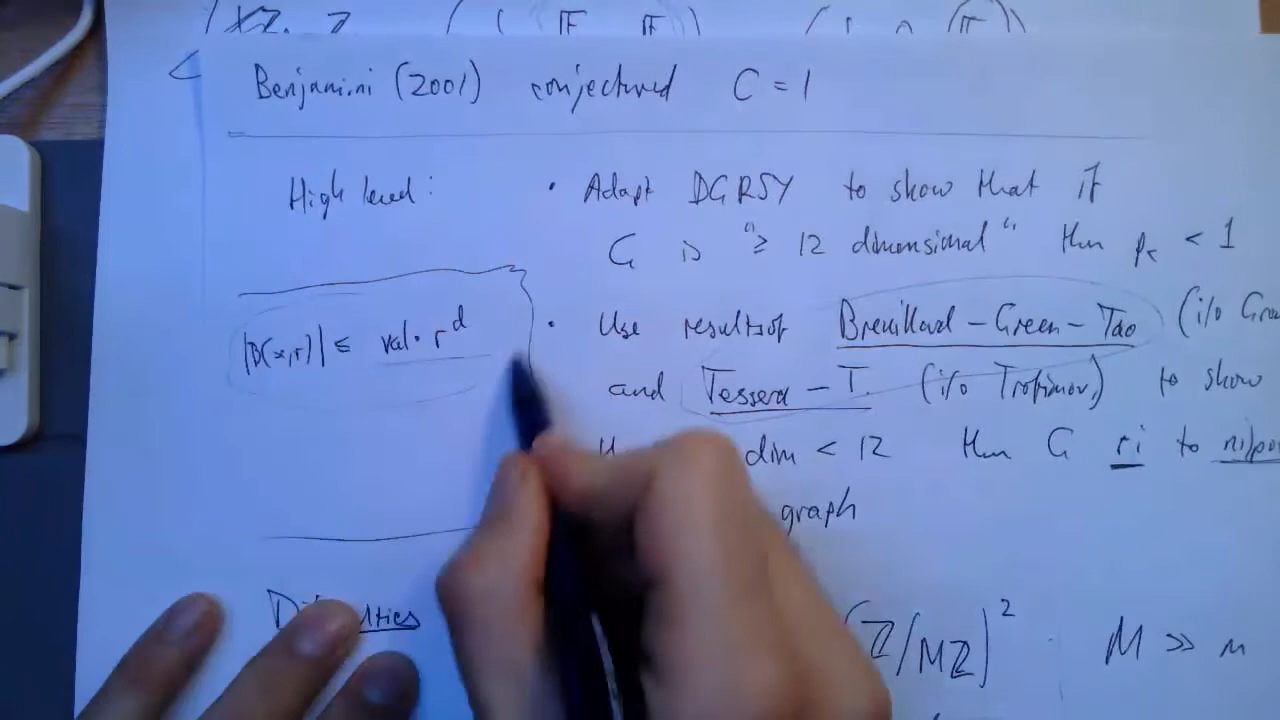 Benjamini (2001) conjectured C = 1
High level:
• Adapt DGRSY to show that if
G is "≥ 12 dimensional" then pc < 1
|B(x,r)| ≤ val · r^d
• Use results of Breuillard – Green – Tao (i/o
and Tessera – T. (i/o Trofimov) to show
dim < 12 then G ri to
graph
(Z/MZ)^2 M ≫ n